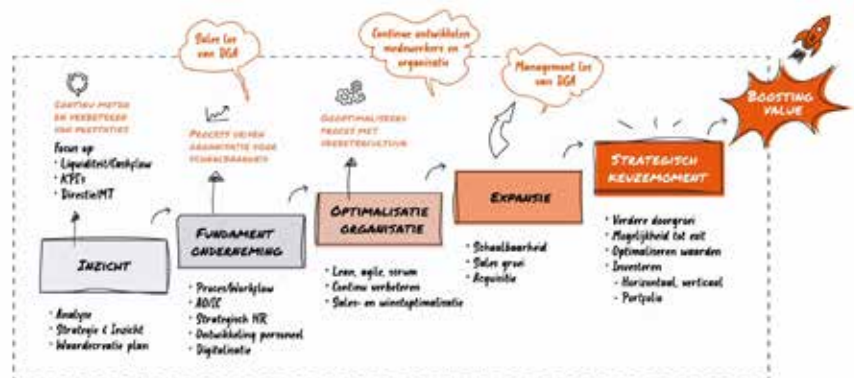 Sales los
van DGA
Continue ontwikkelen
medewerkers en
organisatie
Management los
van DGA
BOOSTING
VALUE
CONTINU METEN
EN VERBETEREN
VAN PRESTATIES
Focus op
• Liquiditeit/Cashflow
• KPI's
• Directie/MT
PROCESS DRIVEN
ORGANISATIE VOOR
SCHAALBAARHEID
GEOPTIMALISEERD
PROCES MET
VERBETERCULTUUR
INZICHT
• Analyse
• Strategie & Inzicht
• Waardecreatie plan
FUNDAMENT
ONDERNEMING
• Proces/Workflow
• AO/IC
• Strategisch HR
• Ontwikkeling personeel
• Digitalisatie
OPTIMALISATIE
ORGANISATIE
• Lean, agile, scrum
• Continu verbeteren
• Sales- en winstoptimalisatie
EXPANSIE
• Schaalbaarheid
• Sales groei
• Acquisitie
STRATEGISCH
KEUZEMOMENT
• Verdere doorgroei
• Mogelijkheid tot exit
• Optimaliseren waarden
• Investeren
- Horizontaal, verticaal
- Portfolio